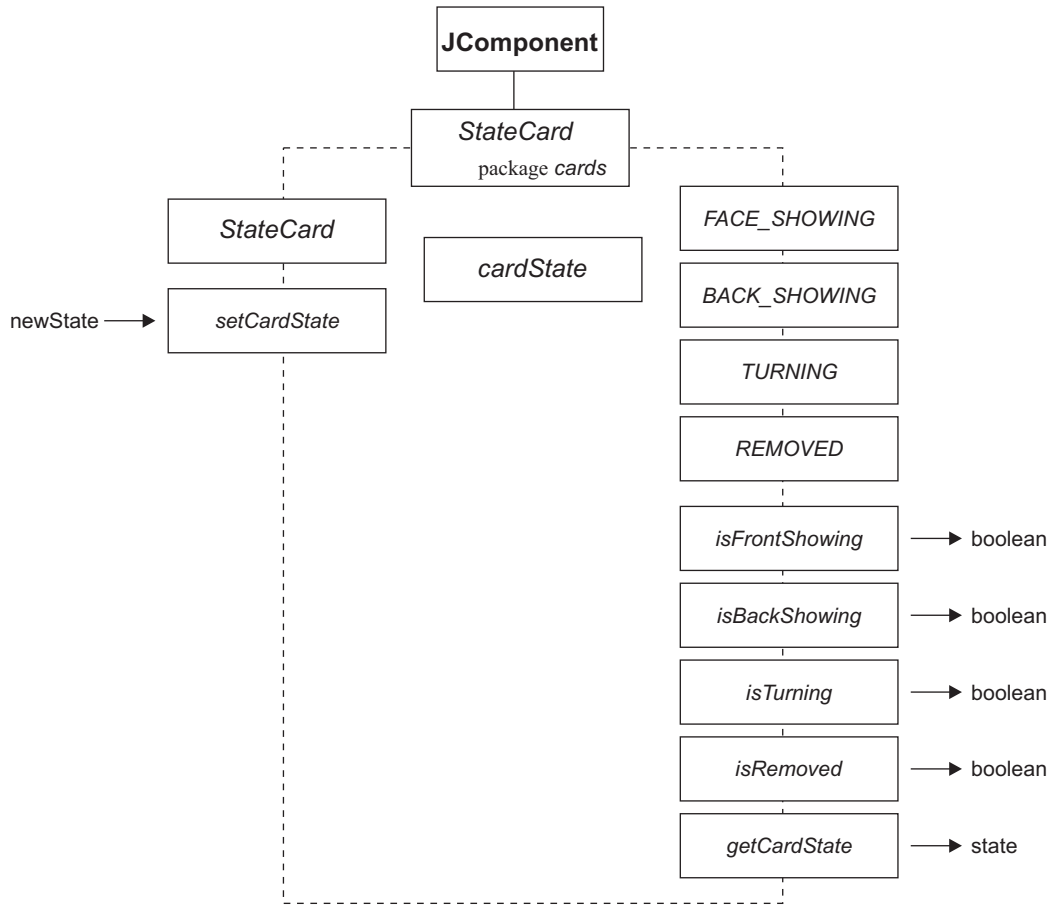 JComponent
StateCard
package cards
StateCard
cardState
newState
setCardState
FACE_SHOWING
BACK_SHOWING
TURNING
REMOVED
isFrontShowing
boolean
isBackShowing
boolean
isTurning
boolean
isRemoved
boolean
getCardState
state